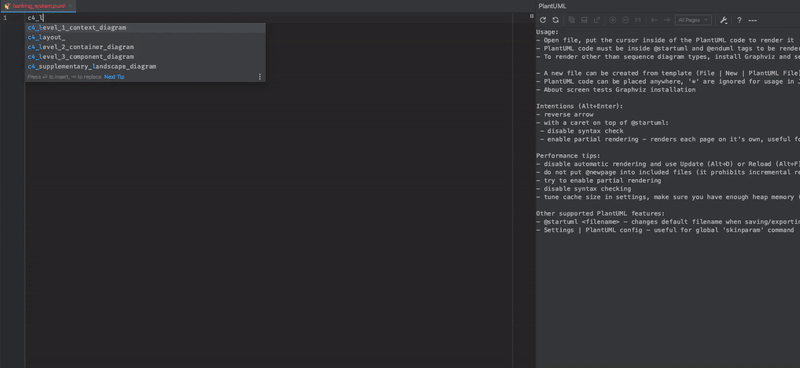 banking_system.puml
1 c4_l
c4_level_1_context_diagram
c4_layout_
c4_level_2_container_diagram
c4_level_3_component_diagram
c4_supplementary_landscape_diagram
Press ⏎ to insert, → to replace Next Tip
PlantUML
All Pages
Usage:
- Open file, put the cursor inside of the PlantUML code to render it
- PlantUML code must be inside @startuml and @enduml tags to be render
- To render other than sequence diagram types, install Graphviz and se
- A new file can be created from template (File | New | PlantUML File)
- PlantUML code can be placed anywhere, '*' are ignored for usage in J
- About screen tests Graphviz installation
Intentions (Alt+Enter):
- reverse arrow
- with a caret on top of @startuml:
- disable syntax check
- enable partial rendering - renders each page on it's own, useful fo
Performance tips:
- disable automatic rendering and use Update (Alt+D) or Reload (Alt+F)
- do not put @newpage into included files (it prohibits incremental re
- try to enable partial rendering
- disable syntax checking
- tune cache size in settings, make sure you have enough heap memory (
Other supported PlantUML features:
- @startuml <filename> - changes default filename when saving/exportin
- Settings | PlantUML config - useful for global 'skinparam' command